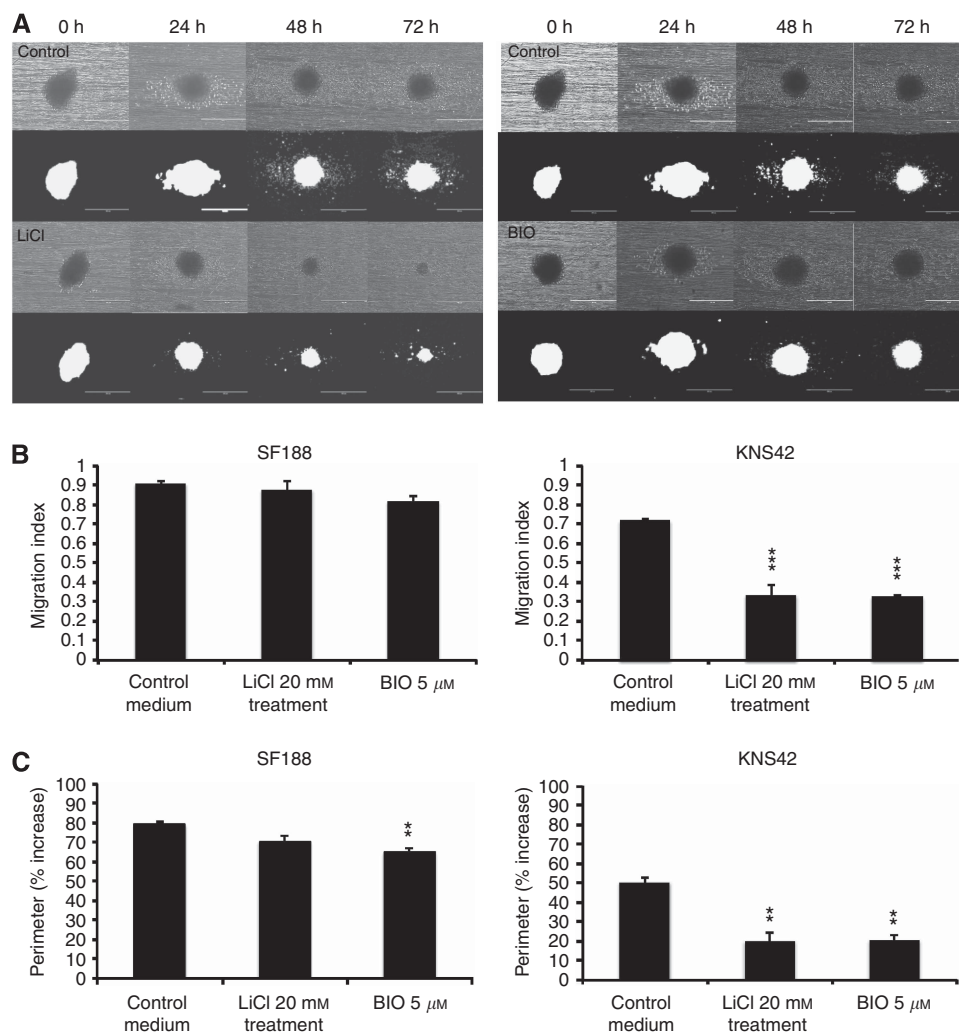 A
0 h 24 h 48 h 72 h
Control
LiCl
0 h 24 h 48 h 72 h
Control
BIO
B
SF188
Migration index
1
0.9
0.8
0.7
0.6
0.5
0.4
0.3
0.2
0.1
0
Control medium
LiCl 20 mM treatment
BIO 5 μM
KNS42
Migration index
1
0.9
0.8
0.7
0.6
0.5
0.4
0.3
0.2
0.1
0
***
***
Control medium
LiCl 20 mM treatment
BIO 5 μM
C
SF188
Perimeter (% increase)
100
90
80
70
60
50
40
30
20
10
0
**
Control medium
LiCl 20 mM treatment
BIO 5 μM
KNS42
Perimeter (% increase)
100
90
80
70
60
50
40
30
20
10
0
**
**
Control medium
LiCl 20 mM treatment
BIO 5 μM